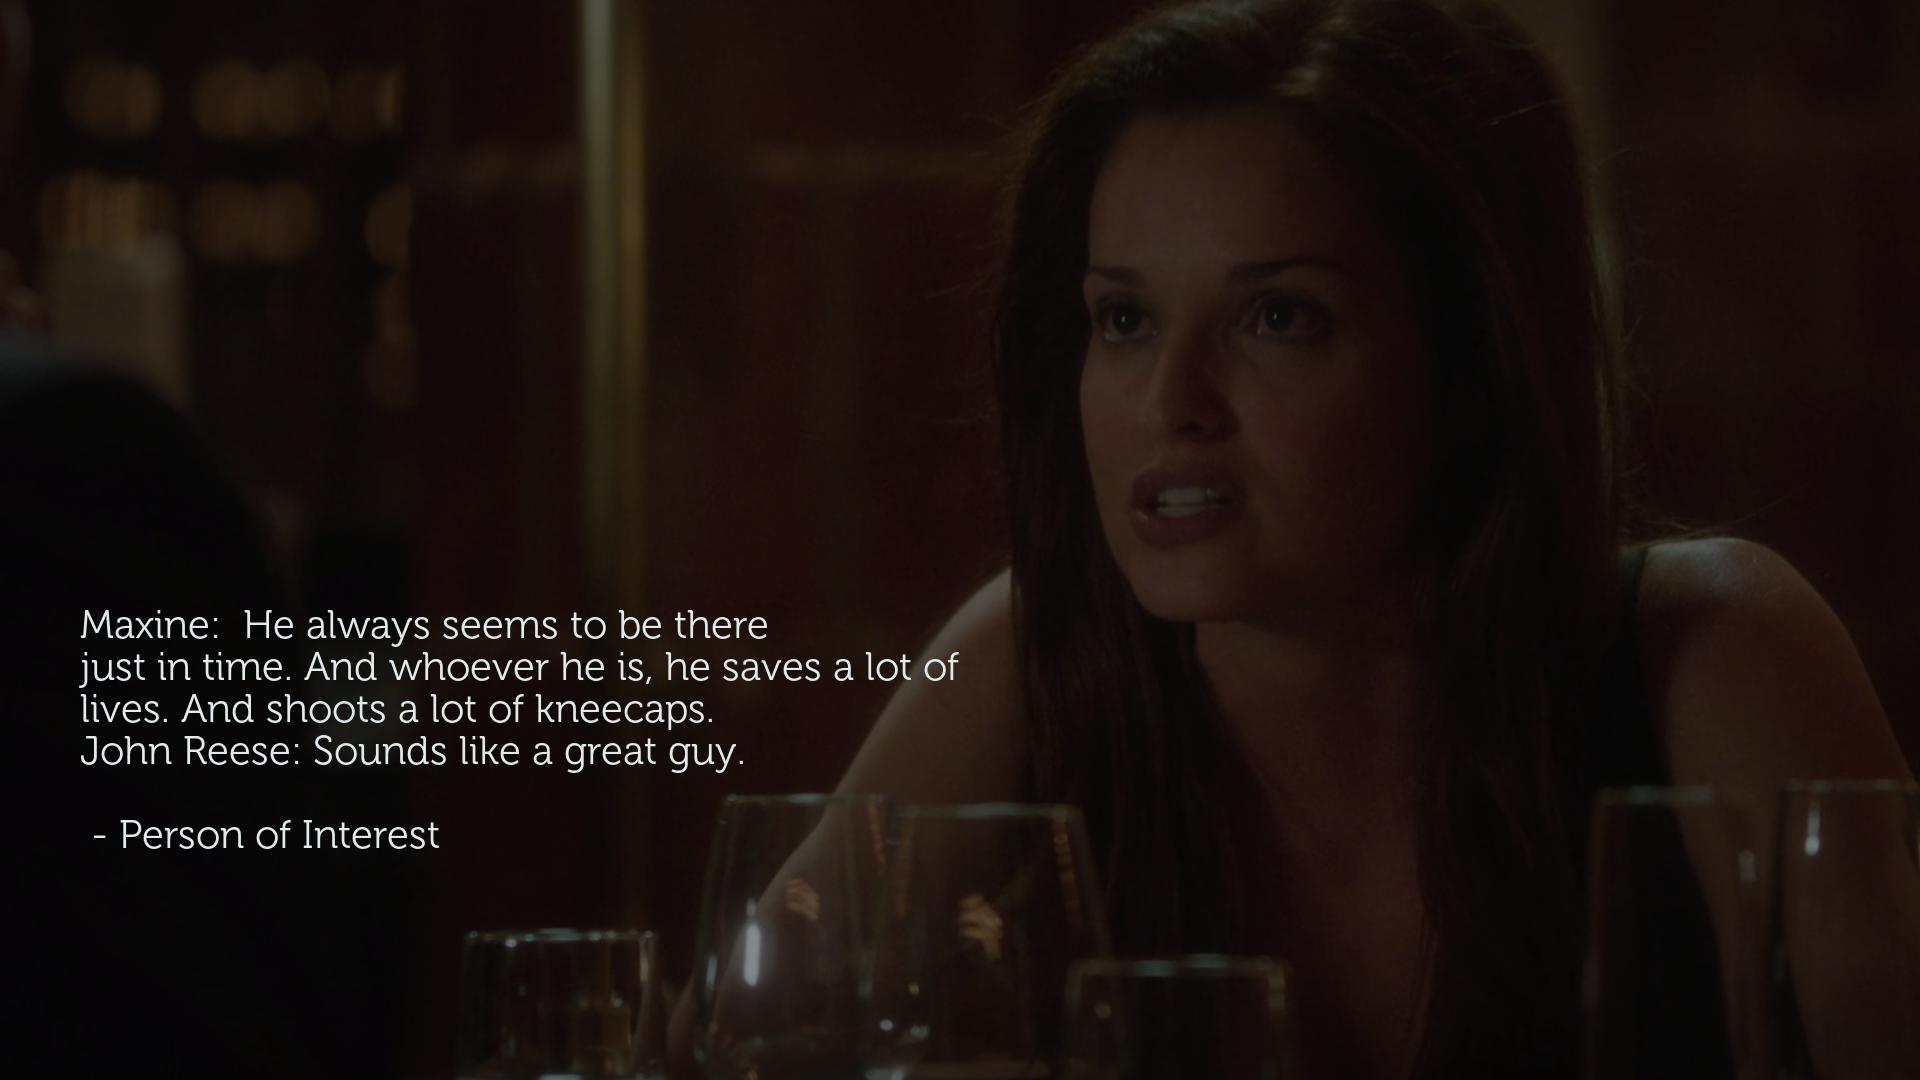 Maxine:  He always seems to be there
just in time. And whoever he is, he saves a lot of
lives. And shoots a lot of kneecaps.
John Reese: Sounds like a great guy.
- Person of Interest